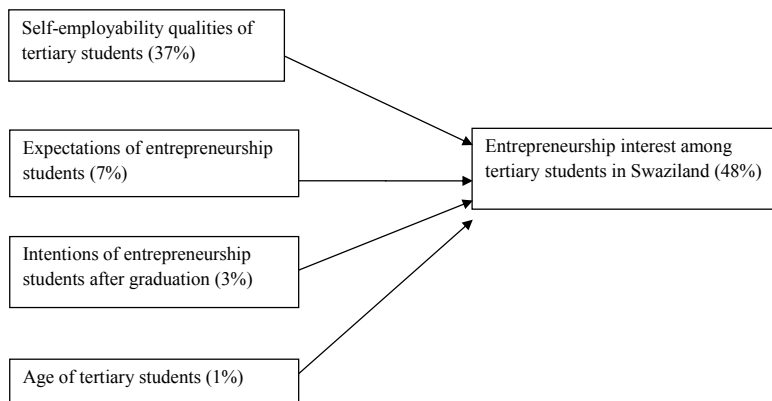 Self-employability qualities of
tertiary students (37%)
Expectations of entrepreneurship
students (7%)
Entrepreneurship interest among
tertiary students in Swaziland (48%)
Intentions of entrepreneurship
students after graduation (3%)
Age of tertiary students (1%)